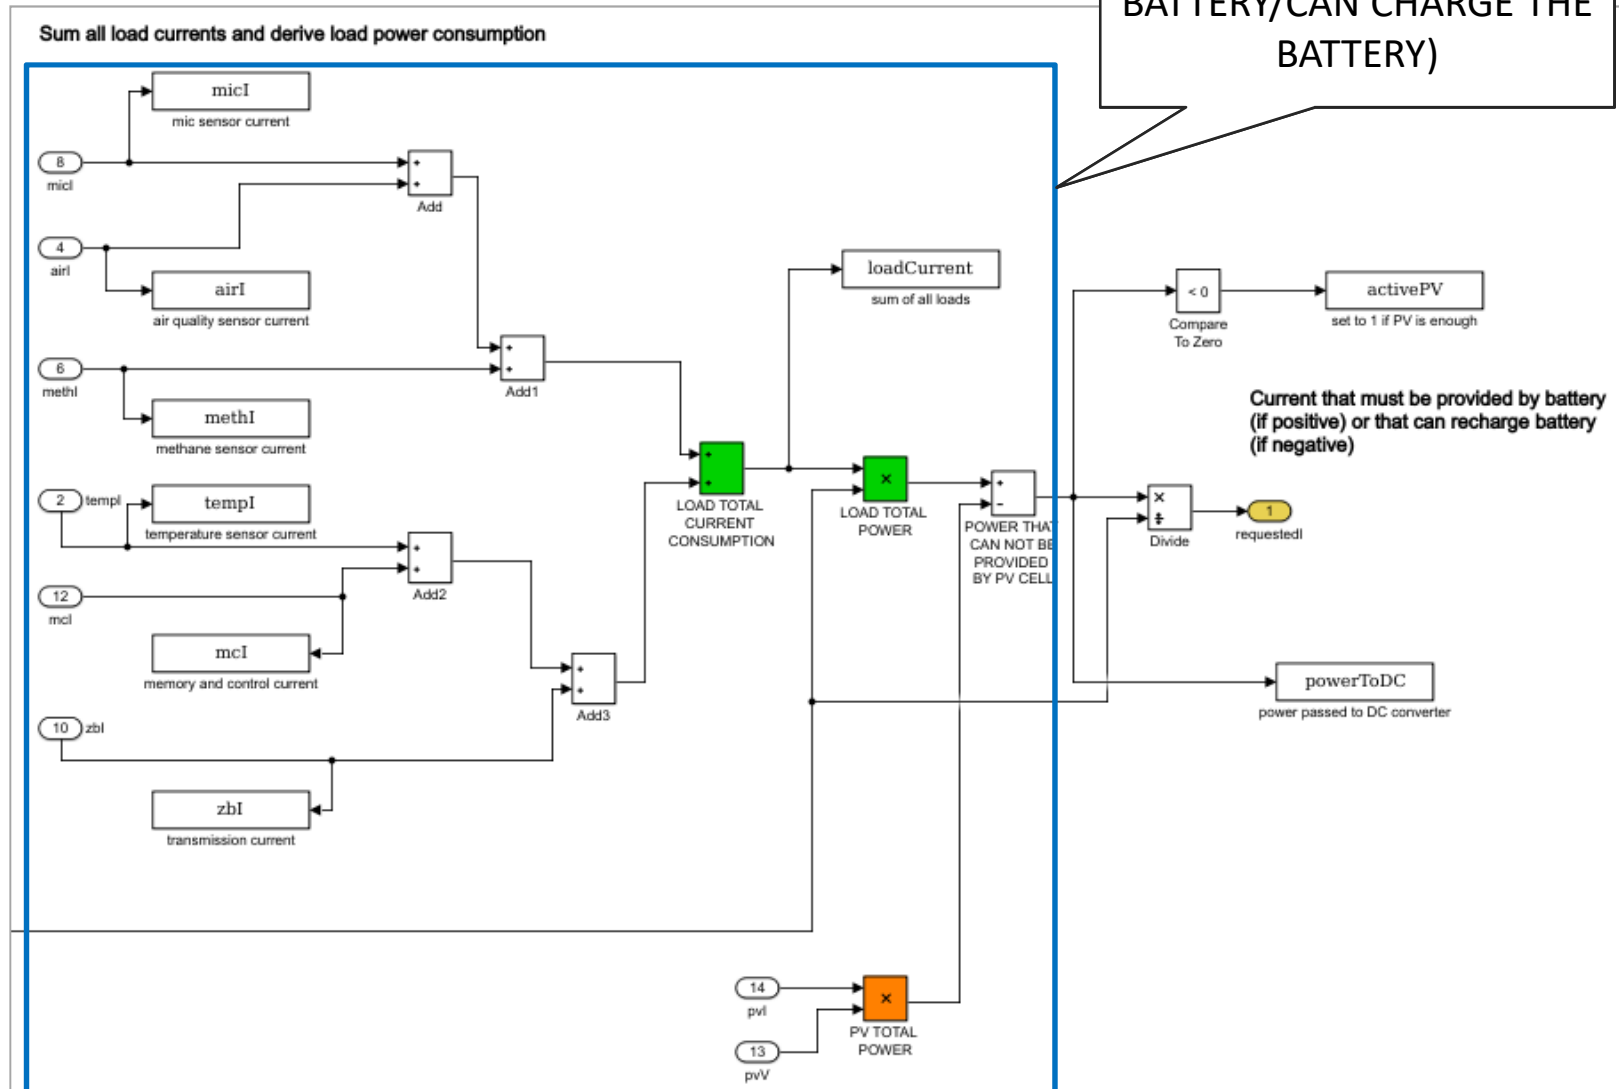 BATTERY/CAN CHARGE THE
BATTERY)
Sum all load currents and derive load power consumption
micI
mic sensor current
8
micI
+
+
Add
4
airI
airI
air quality sensor current
loadCurrent
sum of all loads
< 0
Compare
To Zero
activePV
set to 1 if PV is enough
+
+
Add1
6
methI
methI
methane sensor current
Current that must be provided by battery
(if positive) or that can recharge battery
(if negative)
+
+
LOAD TOTAL
CURRENT
CONSUMPTION
×
LOAD TOTAL
POWER
+
−
POWER THAT
CAN NOT BE
PROVIDED
BY PV CELL
×
÷
Divide
1
requestedI
2
tempI
tempI
temperature sensor current
+
+
Add2
12
mcI
mcI
memory and control current
+
+
Add3
powerToDC
power passed to DC converter
10
zbI
zbI
transmission current
14
pvI
×
PV TOTAL
POWER
13
pvV